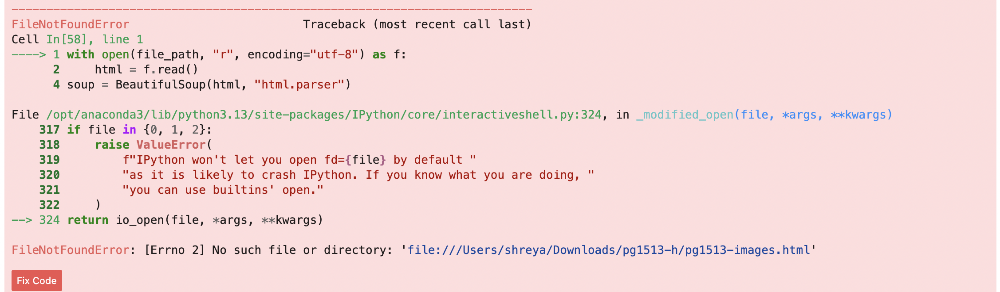 ---------------------------------------------------------------------------
FileNotFoundError                         Traceback (most recent call last)
Cell In[58], line 1
----> 1 with open(file_path, "r", encoding="utf-8") as f:
      2     html = f.read()
      4 soup = BeautifulSoup(html, "html.parser")

File /opt/anaconda3/lib/python3.13/site-packages/IPython/core/interactiveshell.py:324, in _modified_open(file, *args, **kwargs)
    317 if file in {0, 1, 2}:
    318     raise ValueError(
    319         f"IPython won't let you open fd={file} by default "
    320         "as it is likely to crash IPython. If you know what you are doing, "
    321         "you can use builtins' open."
    322     )
--> 324 return io_open(file, *args, **kwargs)

FileNotFoundError: [Errno 2] No such file or directory: 'file:///Users/shreya/Downloads/pg1513-h/pg1513-images.html'
Fix Code